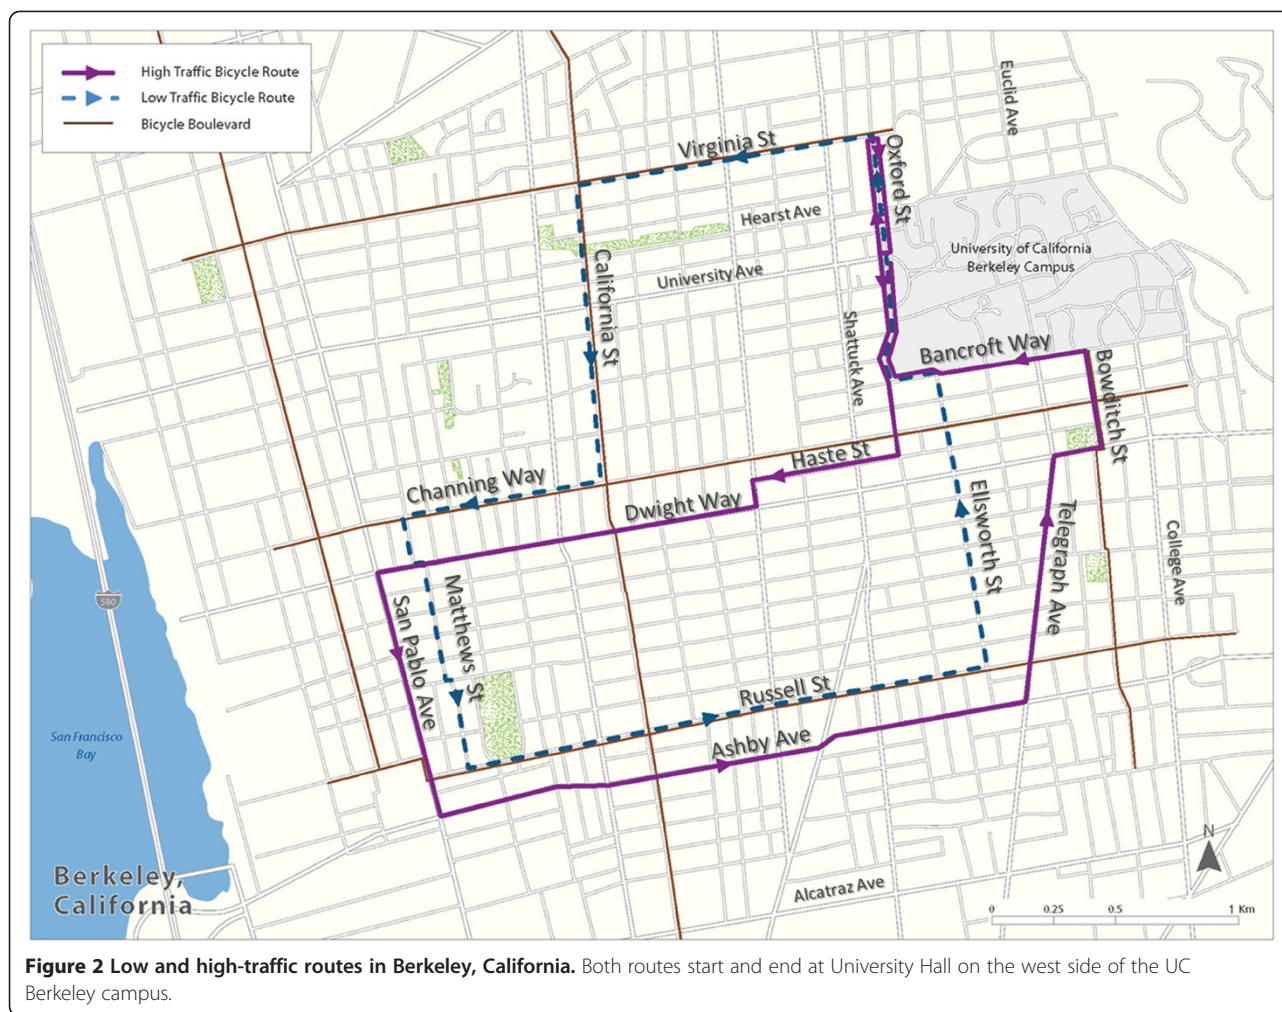 High Traffic Bicycle Route
Low Traffic Bicycle Route
Bicycle Boulevard
Euclid Ave
Virginia St
Oxford St
Hearst Ave
University of California
Berkeley Campus
California St
University Ave
Shattuck Ave
Bancroft Way
Bowditch St
Haste St
Channing Way
Dwight Way
Ellsworth St
Telegraph Ave
College Ave
580
Matthews St
San Pablo Ave
Russell St
Ashby Ave
San Francisco
Bay
N
Berkeley,
California
Alcatraz Ave
0 0.25 0.5 1 Km
Figure 2 Low and high-traffic routes in Berkeley, California. Both routes start and end at University Hall on the west side of the UC
Berkeley campus.